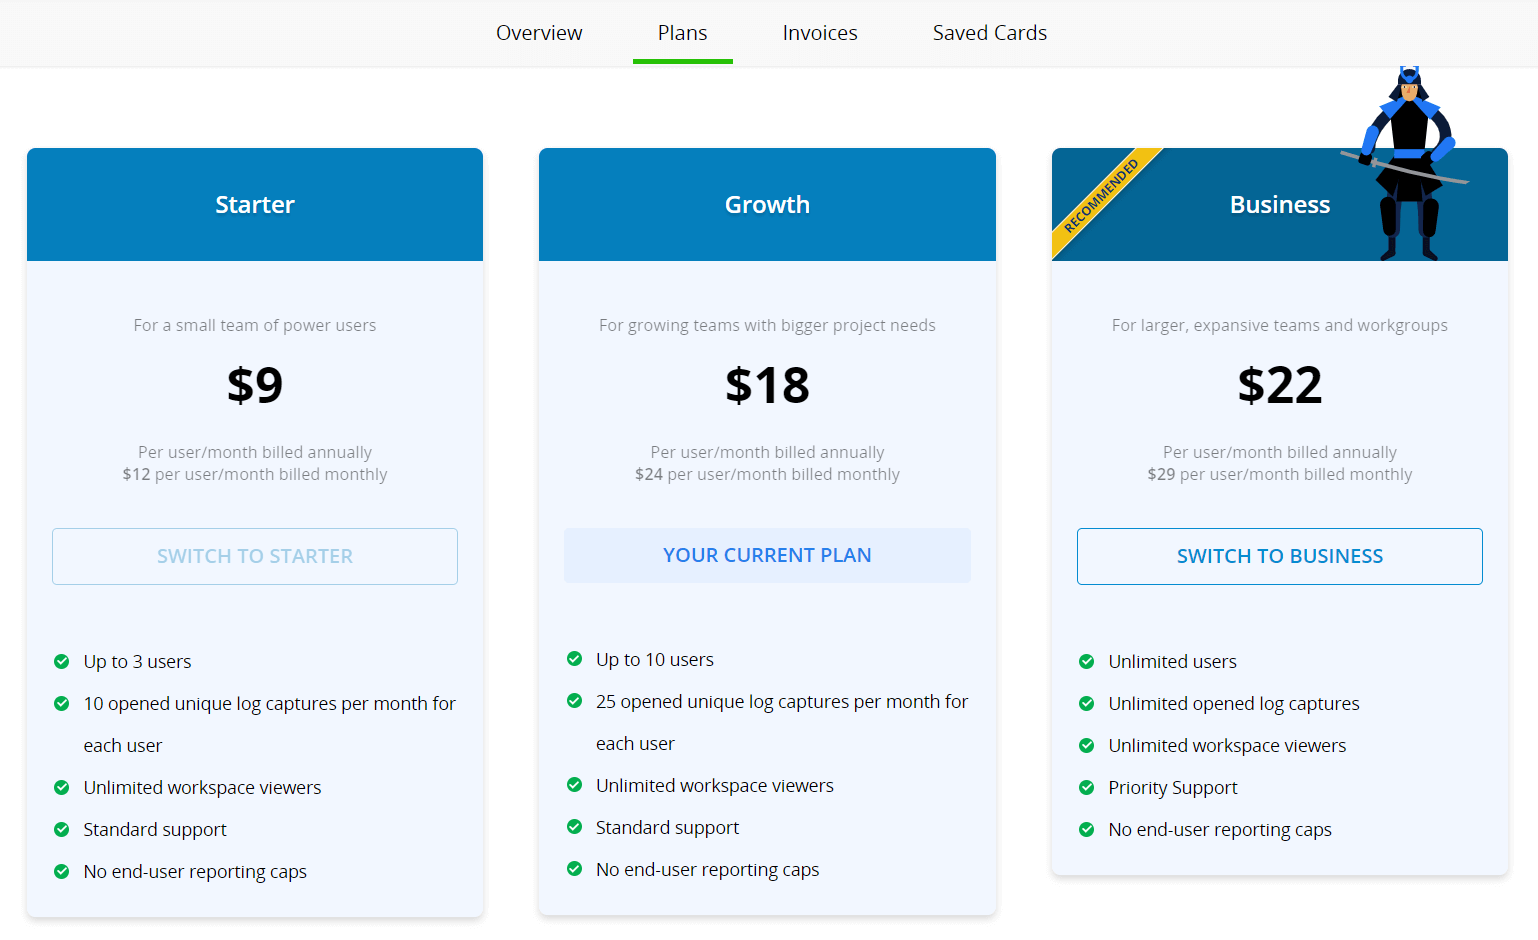 Overview
Plans
Invoices
Saved Cards
Starter
For a small team of power users
$9
Per user/month billed annually
$12 per user/month billed monthly
SWITCH TO STARTER
Up to 3 users
10 opened unique log captures per month for
each user
Unlimited workspace viewers
Standard support
No end-user reporting caps
Growth
For growing teams with bigger project needs
$18
Per user/month billed annually
$24 per user/month billed monthly
YOUR CURRENT PLAN
Up to 10 users
25 opened unique log captures per month for
each user
Unlimited workspace viewers
Standard support
No end-user reporting caps
RECOMMENDED
Business
For larger, expansive teams and workgroups
$22
Per user/month billed annually
$29 per user/month billed monthly
SWITCH TO BUSINESS
Unlimited users
Unlimited opened log captures
Unlimited workspace viewers
Priority Support
No end-user reporting caps